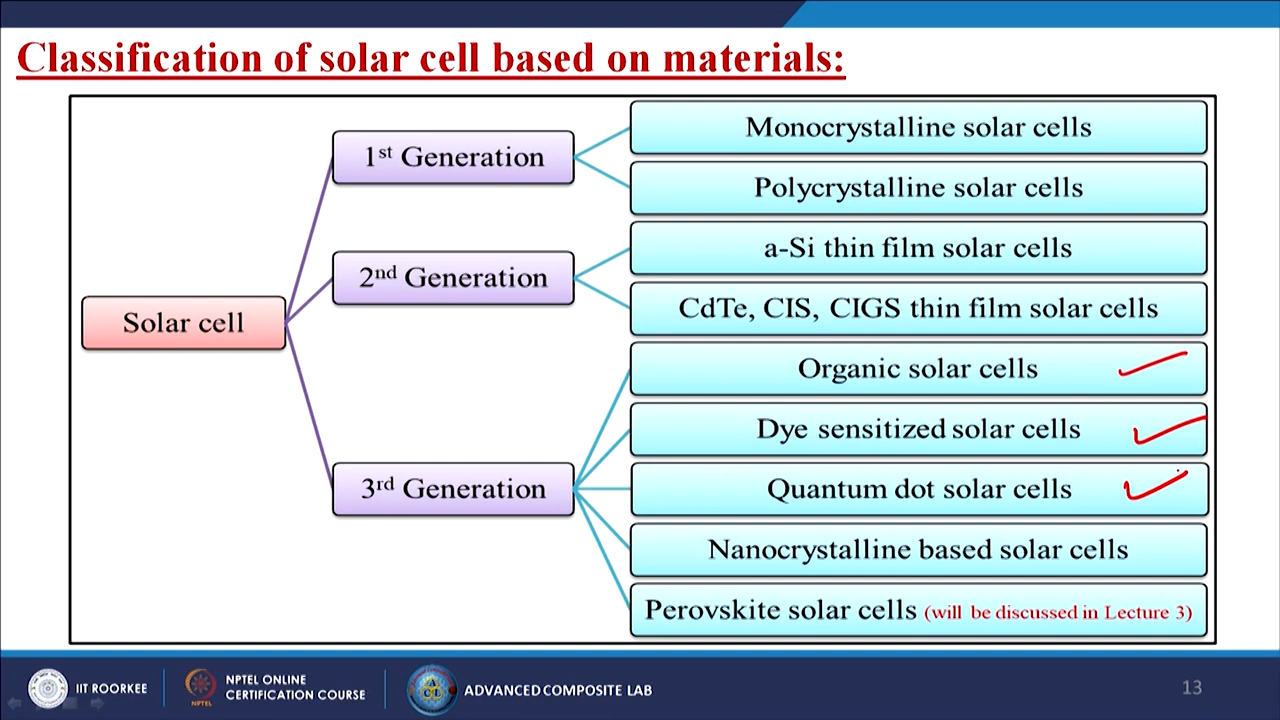 Classification of solar cell based on materials:
Solar cell
1st Generation
Monocrystalline solar cells
Polycrystalline solar cells
2nd Generation
a-Si thin film solar cells
CdTe, CIS, CIGS thin film solar cells
3rd Generation
Organic solar cells
Dye sensitized solar cells
Quantum dot solar cells
Nanocrystalline based solar cells
Perovskite solar cells (will be discussed in Lecture 3)
IIT ROORKEE
NPTEL
NPTEL ONLINE
CERTIFICATION COURSE
ADVANCED COMPOSITE LAB
13